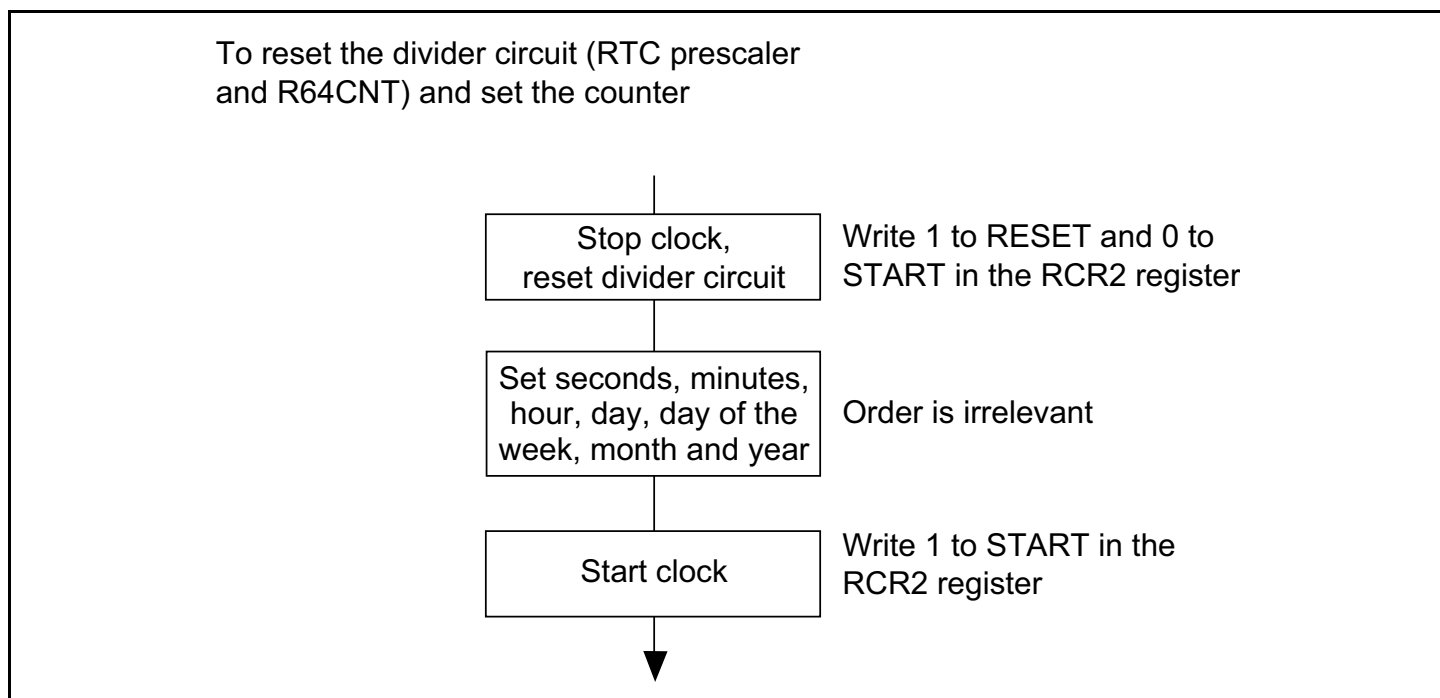 To reset the divider circuit (RTC prescaler
and R64CNT) and set the counter
Stop clock,
reset divider circuit
Write 1 to RESET and 0 to
START in the RCR2 register
Set seconds, minutes,
hour, day, day of the
week, month and year
Order is irrelevant
Start clock
Write 1 to START in the
RCR2 register